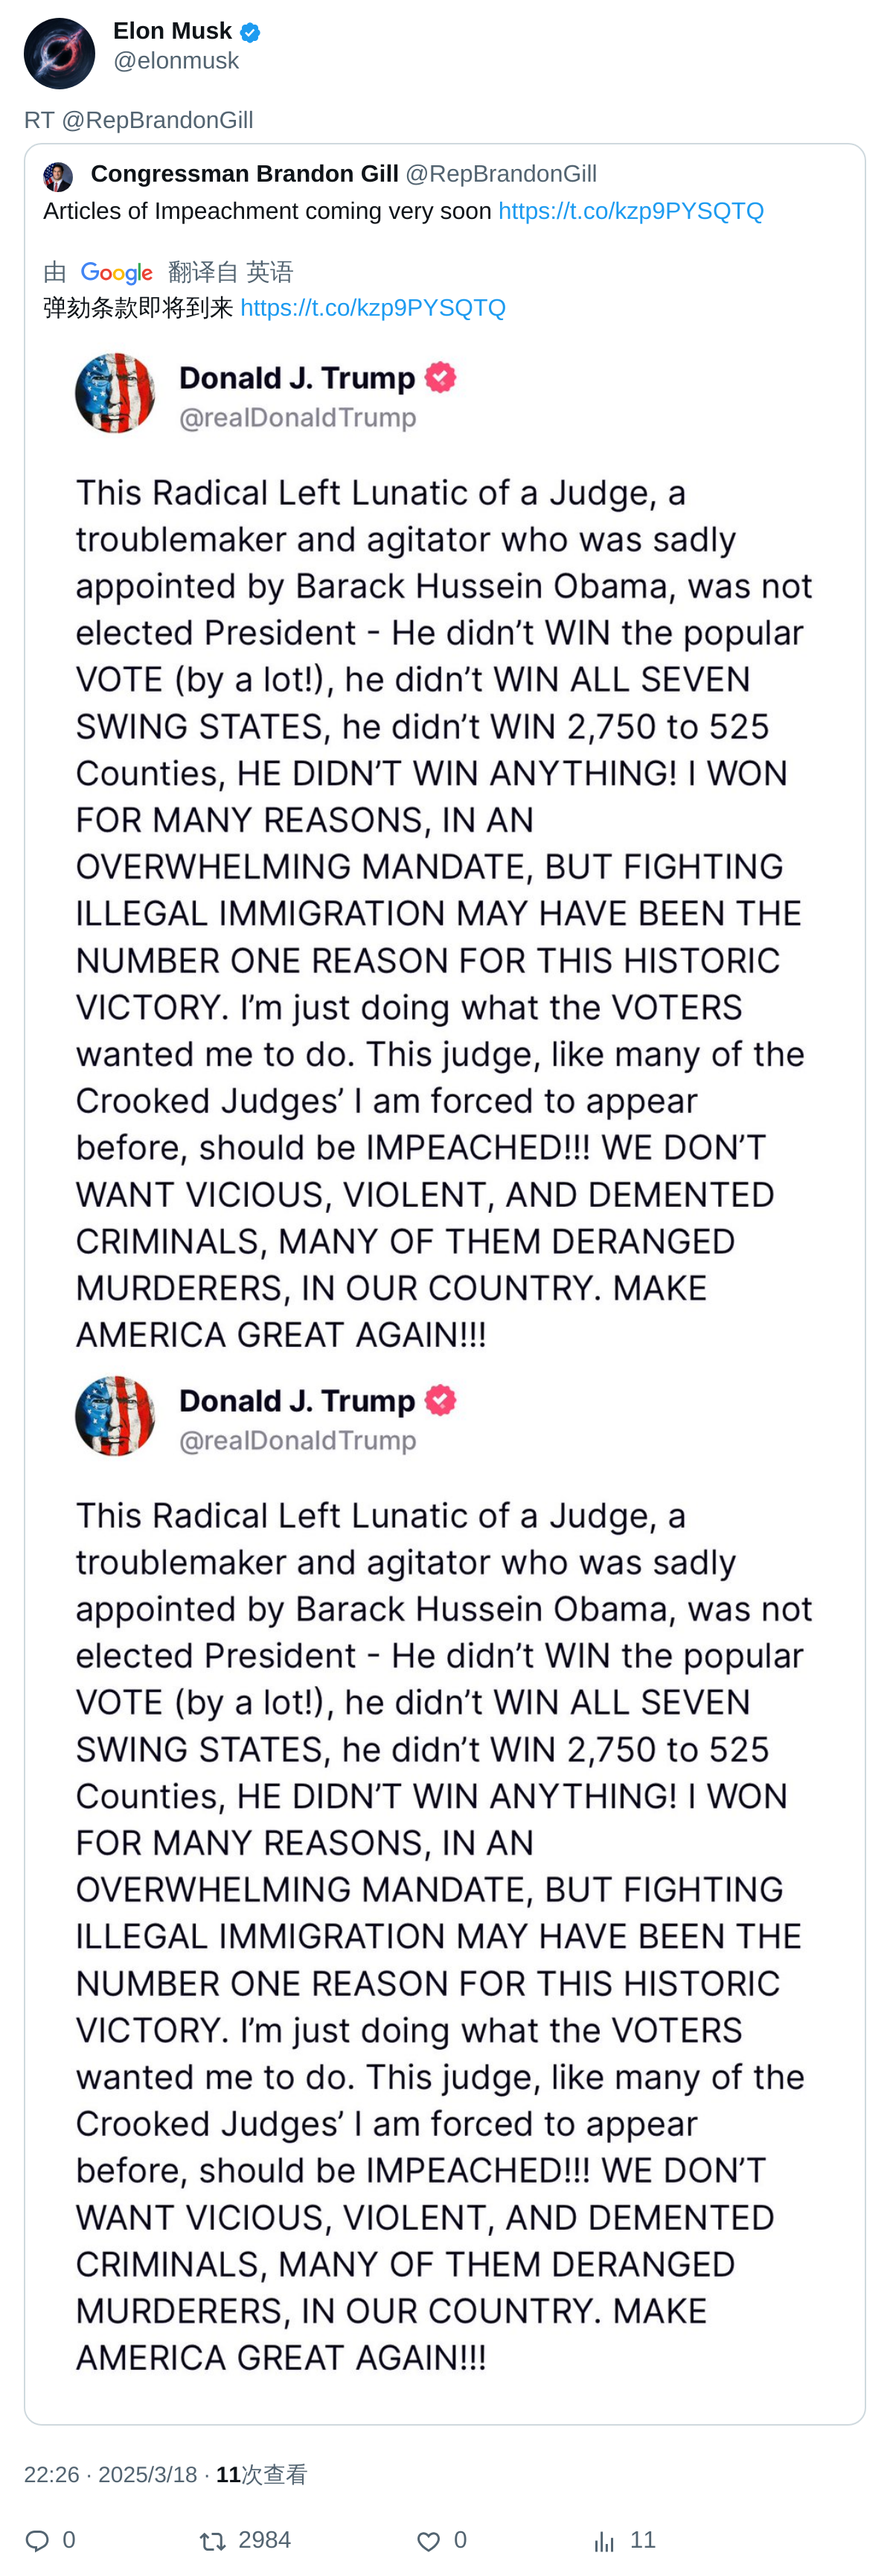 Elon Musk
@elonmusk
RT @RepBrandonGill
Congressman Brandon Gill @RepBrandonGill
Articles of Impeachment coming very soon https://t.co/kzp9PYSQTQ
由 Google 翻译自 英语
弹劾条款即将到来 https://t.co/kzp9PYSQTQ
Donald J. Trump
@realDonaldTrump
This Radical Left Lunatic of a Judge, a
troublemaker and agitator who was sadly
appointed by Barack Hussein Obama, was not
elected President - He didn’t WIN the popular
VOTE (by a lot!), he didn’t WIN ALL SEVEN
SWING STATES, he didn’t WIN 2,750 to 525
Counties, HE DIDN’T WIN ANYTHING! I WON
FOR MANY REASONS, IN AN
OVERWHELMING MANDATE, BUT FIGHTING
ILLEGAL IMMIGRATION MAY HAVE BEEN THE
NUMBER ONE REASON FOR THIS HISTORIC
VICTORY. I’m just doing what the VOTERS
wanted me to do. This judge, like many of the
Crooked Judges’ I am forced to appear
before, should be IMPEACHED!!! WE DON’T
WANT VICIOUS, VIOLENT, AND DEMENTED
CRIMINALS, MANY OF THEM DERANGED
MURDERERS, IN OUR COUNTRY. MAKE
AMERICA GREAT AGAIN!!!
Donald J. Trump
@realDonaldTrump
This Radical Left Lunatic of a Judge, a
troublemaker and agitator who was sadly
appointed by Barack Hussein Obama, was not
elected President - He didn’t WIN the popular
VOTE (by a lot!), he didn’t WIN ALL SEVEN
SWING STATES, he didn’t WIN 2,750 to 525
Counties, HE DIDN’T WIN ANYTHING! I WON
FOR MANY REASONS, IN AN
OVERWHELMING MANDATE, BUT FIGHTING
ILLEGAL IMMIGRATION MAY HAVE BEEN THE
NUMBER ONE REASON FOR THIS HISTORIC
VICTORY. I’m just doing what the VOTERS
wanted me to do. This judge, like many of the
Crooked Judges’ I am forced to appear
before, should be IMPEACHED!!! WE DON’T
WANT VICIOUS, VIOLENT, AND DEMENTED
CRIMINALS, MANY OF THEM DERANGED
MURDERERS, IN OUR COUNTRY. MAKE
AMERICA GREAT AGAIN!!!
22:26 · 2025/3/18 · 11次查看
0 2984 0 11